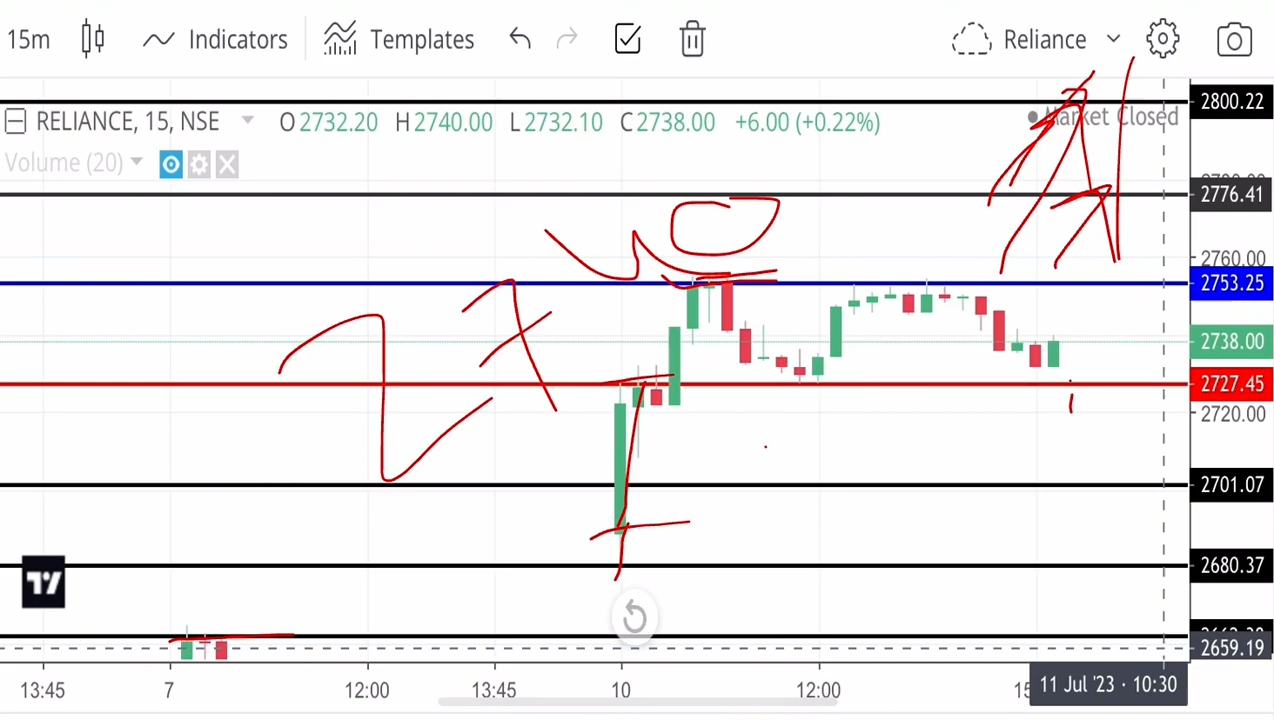 15m Indicators Templates Reliance
2800.22
RELIANCE, 15, NSE O2732.20 H2740.00 L2732.10 C2738.00 +6.00 (+0.22%) Market Closed
Volume (20)
2776.41
2760.00
2753.25
2738.00
2727.45
2720.00
2701.07
2680.37
2659.19
13:45 7 12:00 13:45 10 12:00 11 Jul '23 · 10:30